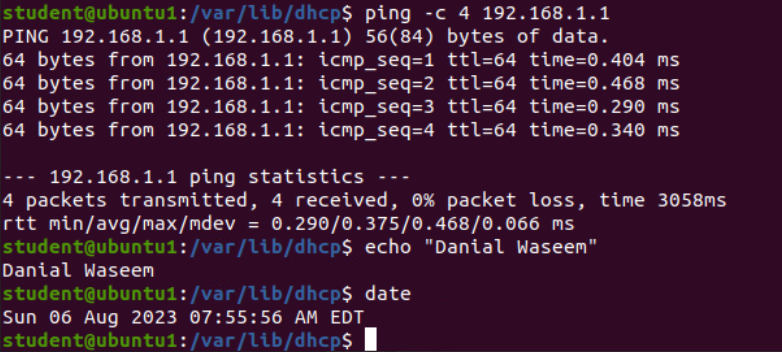 student@ubuntu1:/var/lib/dhcp$ ping -c 4 192.168.1.1
PING 192.168.1.1 (192.168.1.1) 56(84) bytes of data.
64 bytes from 192.168.1.1: icmp_seq=1 ttl=64 time=0.404 ms
64 bytes from 192.168.1.1: icmp_seq=2 ttl=64 time=0.468 ms
64 bytes from 192.168.1.1: icmp_seq=3 ttl=64 time=0.290 ms
64 bytes from 192.168.1.1: icmp_seq=4 ttl=64 time=0.340 ms

--- 192.168.1.1 ping statistics ---
4 packets transmitted, 4 received, 0% packet loss, time 3058ms
rtt min/avg/max/mdev = 0.290/0.375/0.468/0.066 ms
student@ubuntu1:/var/lib/dhcp$ echo "Danial Waseem"
Danial Waseem
student@ubuntu1:/var/lib/dhcp$ date
Sun 06 Aug 2023 07:55:56 AM EDT
student@ubuntu1:/var/lib/dhcp$